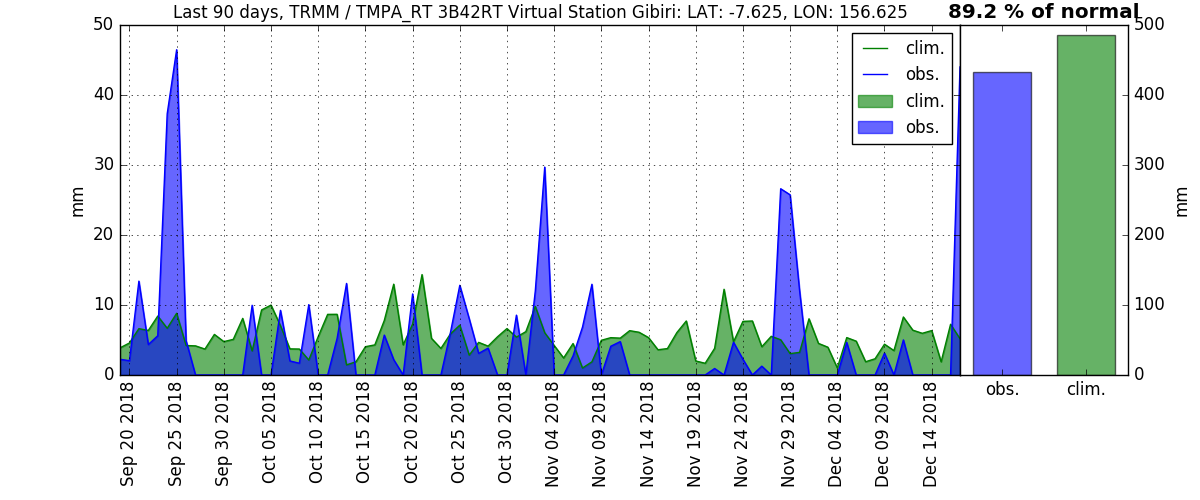 Last 90 days, TRMM / TMPA_RT 3B42RT Virtual Station Gibiri: LAT: -7.625, LON: 156.625
89.2 % of normal
50
40
30
20
10
0
mm
clim.
obs.
clim.
obs.
500
400
300
200
100
0
mm
Sep 20 2018
Sep 25 2018
Sep 30 2018
Oct 05 2018
Oct 10 2018
Oct 15 2018
Oct 20 2018
Oct 25 2018
Oct 30 2018
Nov 04 2018
Nov 09 2018
Nov 14 2018
Nov 19 2018
Nov 24 2018
Nov 29 2018
Dec 04 2018
Dec 09 2018
Dec 14 2018
obs.
clim.